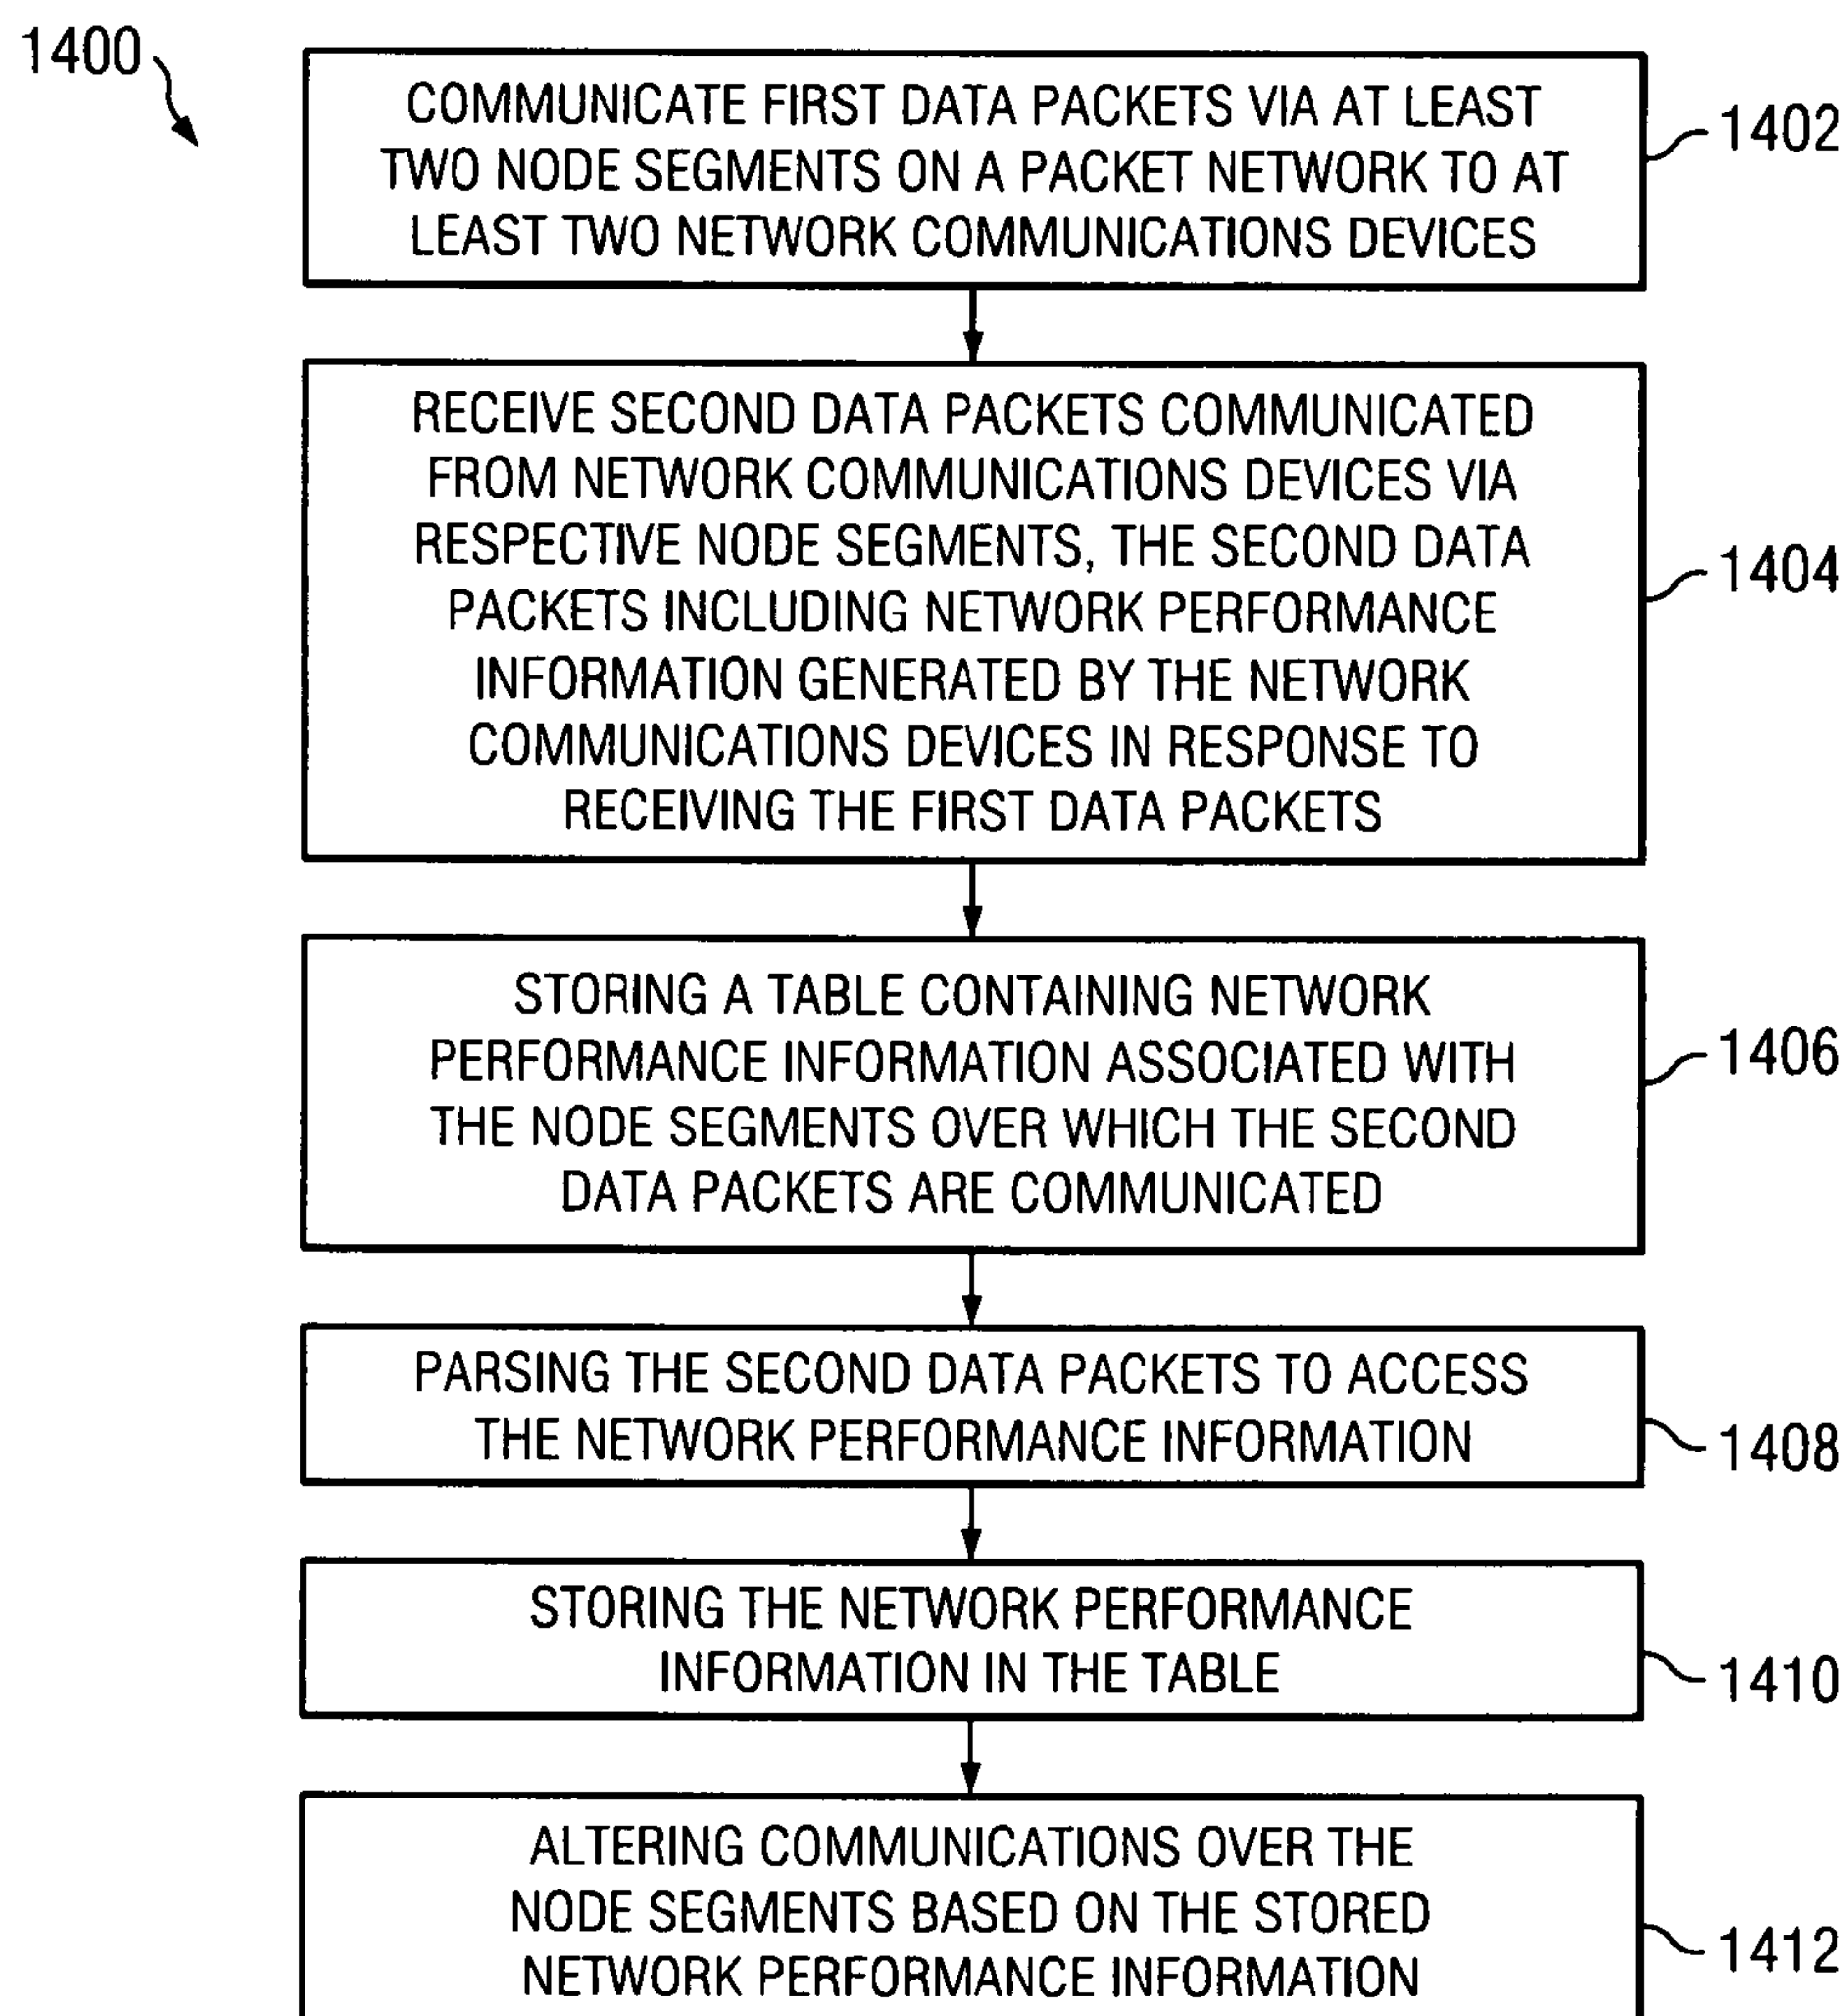 1400
COMMUNICATE FIRST DATA PACKETS VIA AT LEAST
TWO NODE SEGMENTS ON A PACKET NETWORK TO AT
LEAST TWO NETWORK COMMUNICATIONS DEVICES
1402
RECEIVE SECOND DATA PACKETS COMMUNICATED
FROM NETWORK COMMUNICATIONS DEVICES VIA
RESPECTIVE NODE SEGMENTS, THE SECOND DATA
PACKETS INCLUDING NETWORK PERFORMANCE
INFORMATION GENERATED BY THE NETWORK
COMMUNICATIONS DEVICES IN RESPONSE TO
RECEIVING THE FIRST DATA PACKETS
1404
STORING A TABLE CONTAINING NETWORK
PERFORMANCE INFORMATION ASSOCIATED WITH
THE NODE SEGMENTS OVER WHICH THE SECOND
DATA PACKETS ARE COMMUNICATED
1406
PARSING THE SECOND DATA PACKETS TO ACCESS
THE NETWORK PERFORMANCE INFORMATION
1408
STORING THE NETWORK PERFORMANCE
INFORMATION IN THE TABLE
1410
ALTERING COMMUNICATIONS OVER THE
NODE SEGMENTS BASED ON THE STORED
NETWORK PERFORMANCE INFORMATION
1412